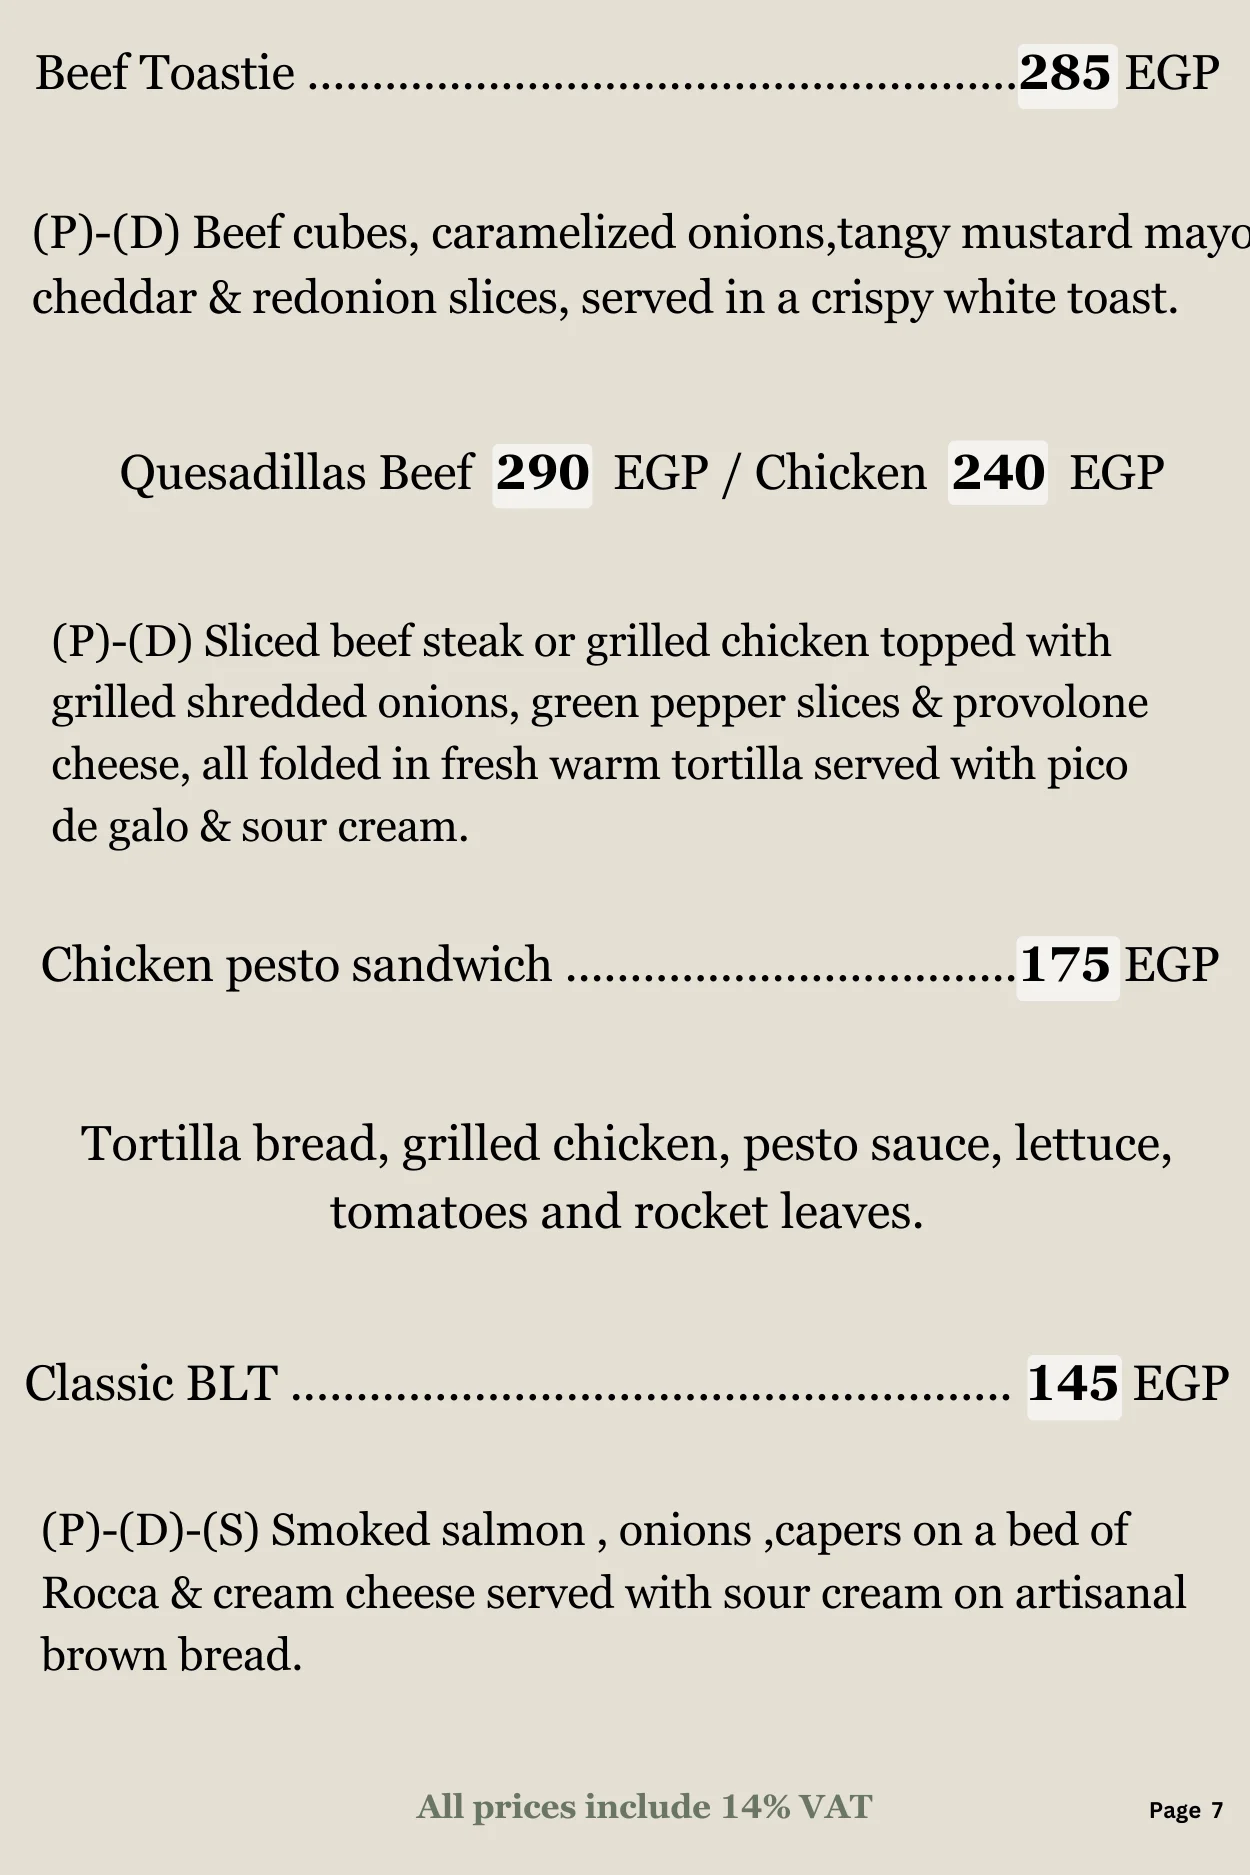 Beef Toastie .......................................................285 EGP
(P)-(D) Beef cubes, caramelized onions,tangy mustard mayo
cheddar & redonion slices, served in a crispy white toast.
Quesadillas Beef 290 EGP / Chicken 240 EGP
(P)-(D) Sliced beef steak or grilled chicken topped with
grilled shredded onions, green pepper slices & provolone
cheese, all folded in fresh warm tortilla served with pico
de galo & sour cream.
Chicken pesto sandwich ...................................175 EGP
Tortilla bread, grilled chicken, pesto sauce, lettuce,
tomatoes and rocket leaves.
Classic BLT ........................................................ 145 EGP
(P)-(D)-(S) Smoked salmon , onions ,capers on a bed of
Rocca & cream cheese served with sour cream on artisanal
brown bread.
All prices include 14% VAT
Page 7